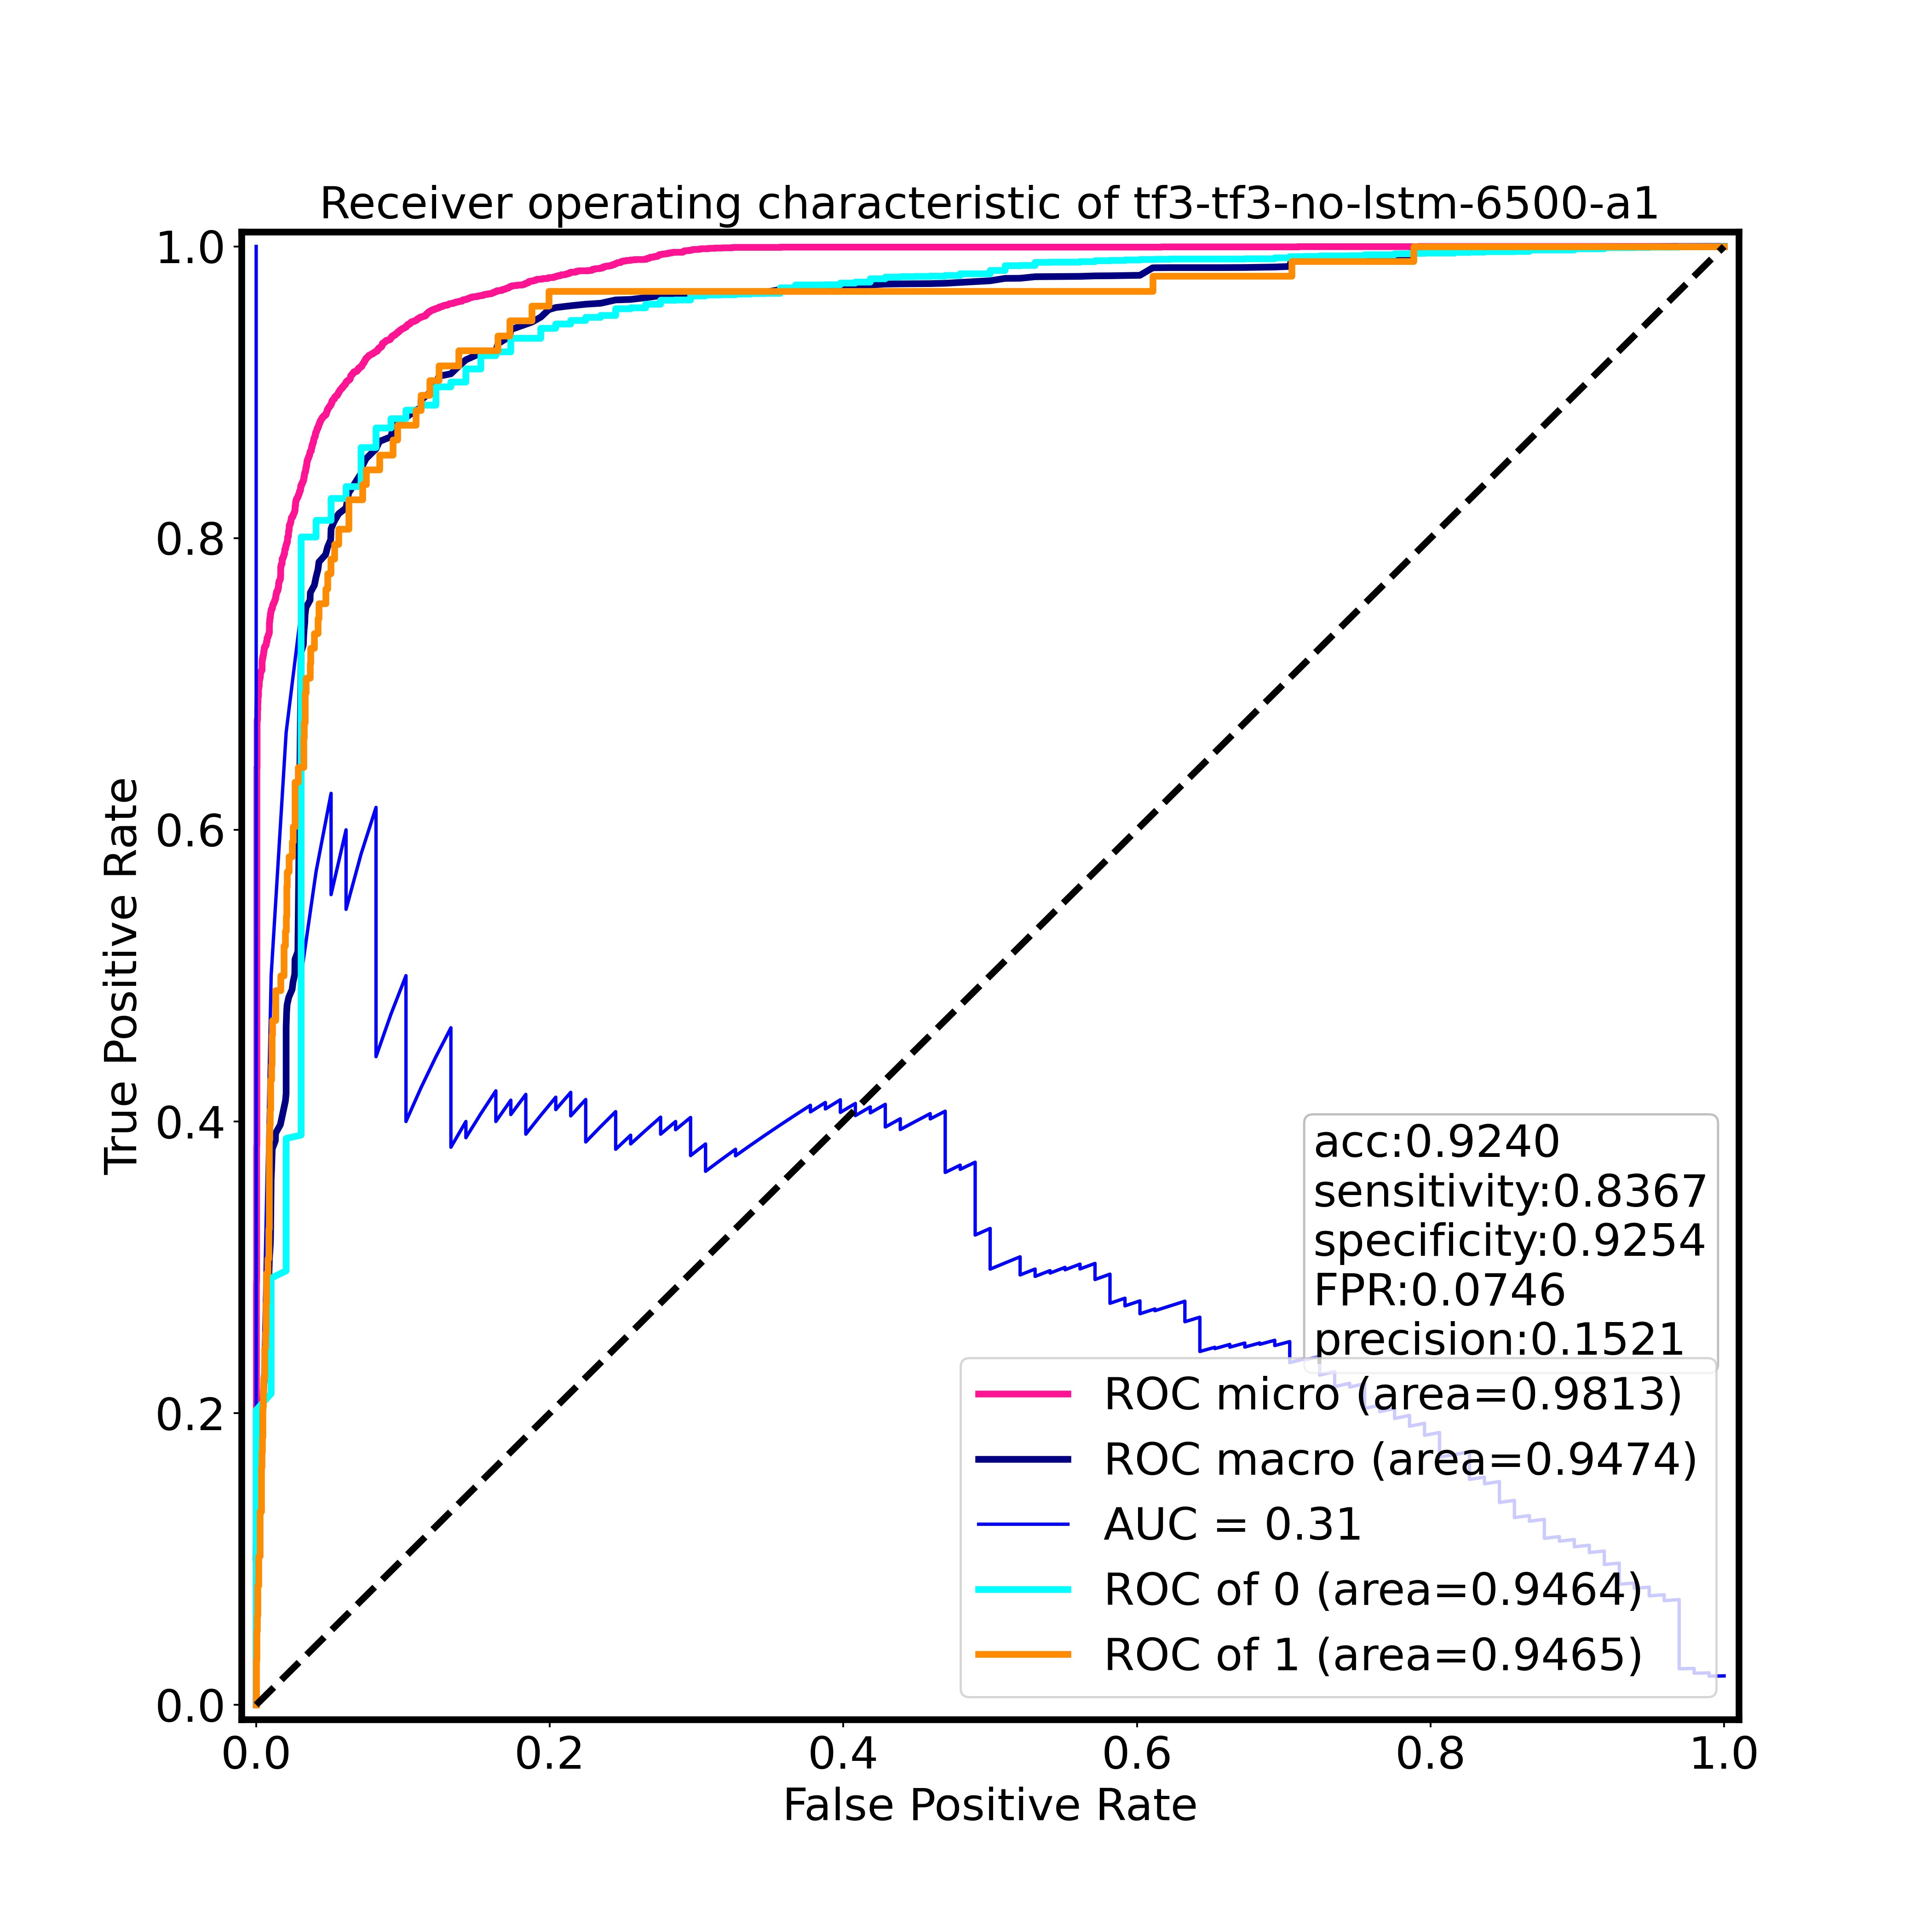 Receiver operating characteristic of tf3-tf3-no-lstm-6500-a1
1.0
0.8
0.6
0.4
0.2
0.0
True Positive Rate
acc:0.9240
sensitivity:0.8367
specificity:0.9254
FPR:0.0746
precision:0.1521
ROC micro (area=0.9813)
ROC macro (area=0.9474)
AUC = 0.31
ROC of 0 (area=0.9464)
ROC of 1 (area=0.9465)
0.0 0.2 0.4 0.6 0.8 1.0
False Positive Rate